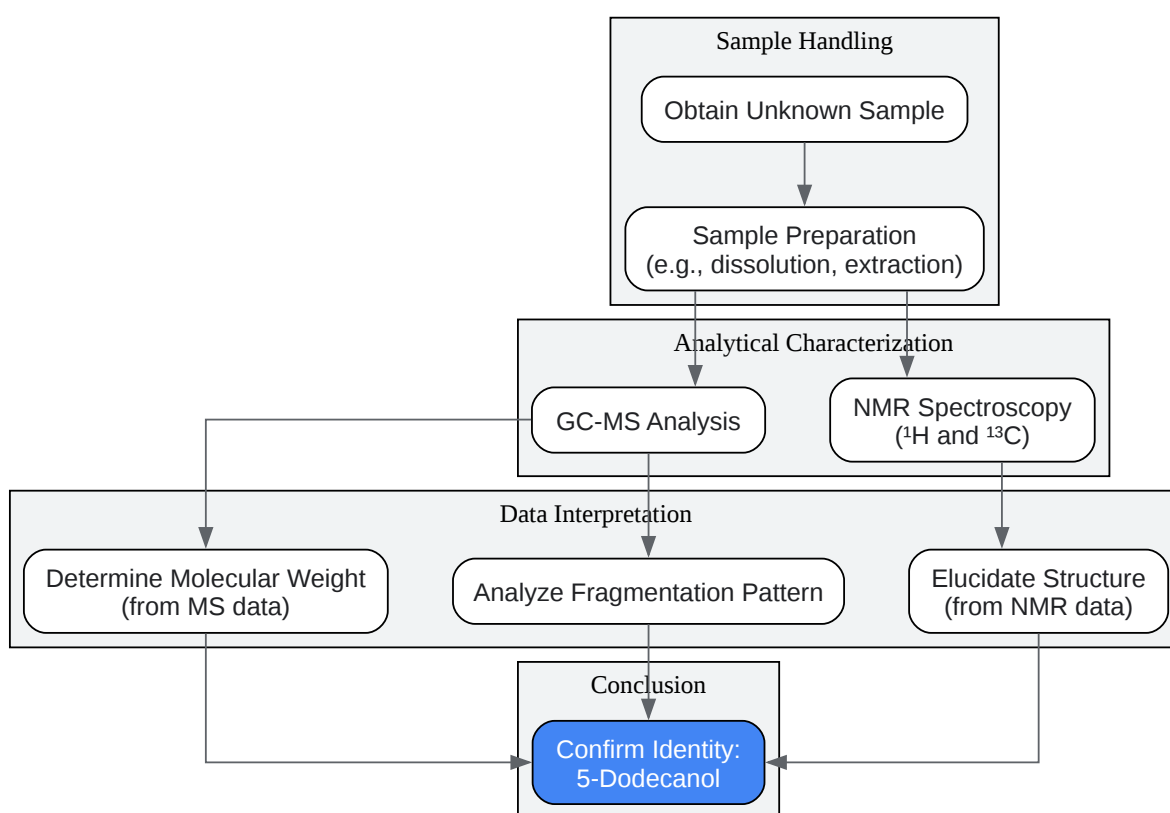 Sample Handling
Obtain Unknown Sample
Sample Preparation
(e.g., dissolution, extraction)
Analytical Characterization
GC-MS Analysis
NMR Spectroscopy
(¹H and ¹³C)
Data Interpretation
Determine Molecular Weight
(from MS data)
Analyze Fragmentation Pattern
Elucidate Structure
(from NMR data)
Conclusion
Confirm Identity:
5-Dodecanol